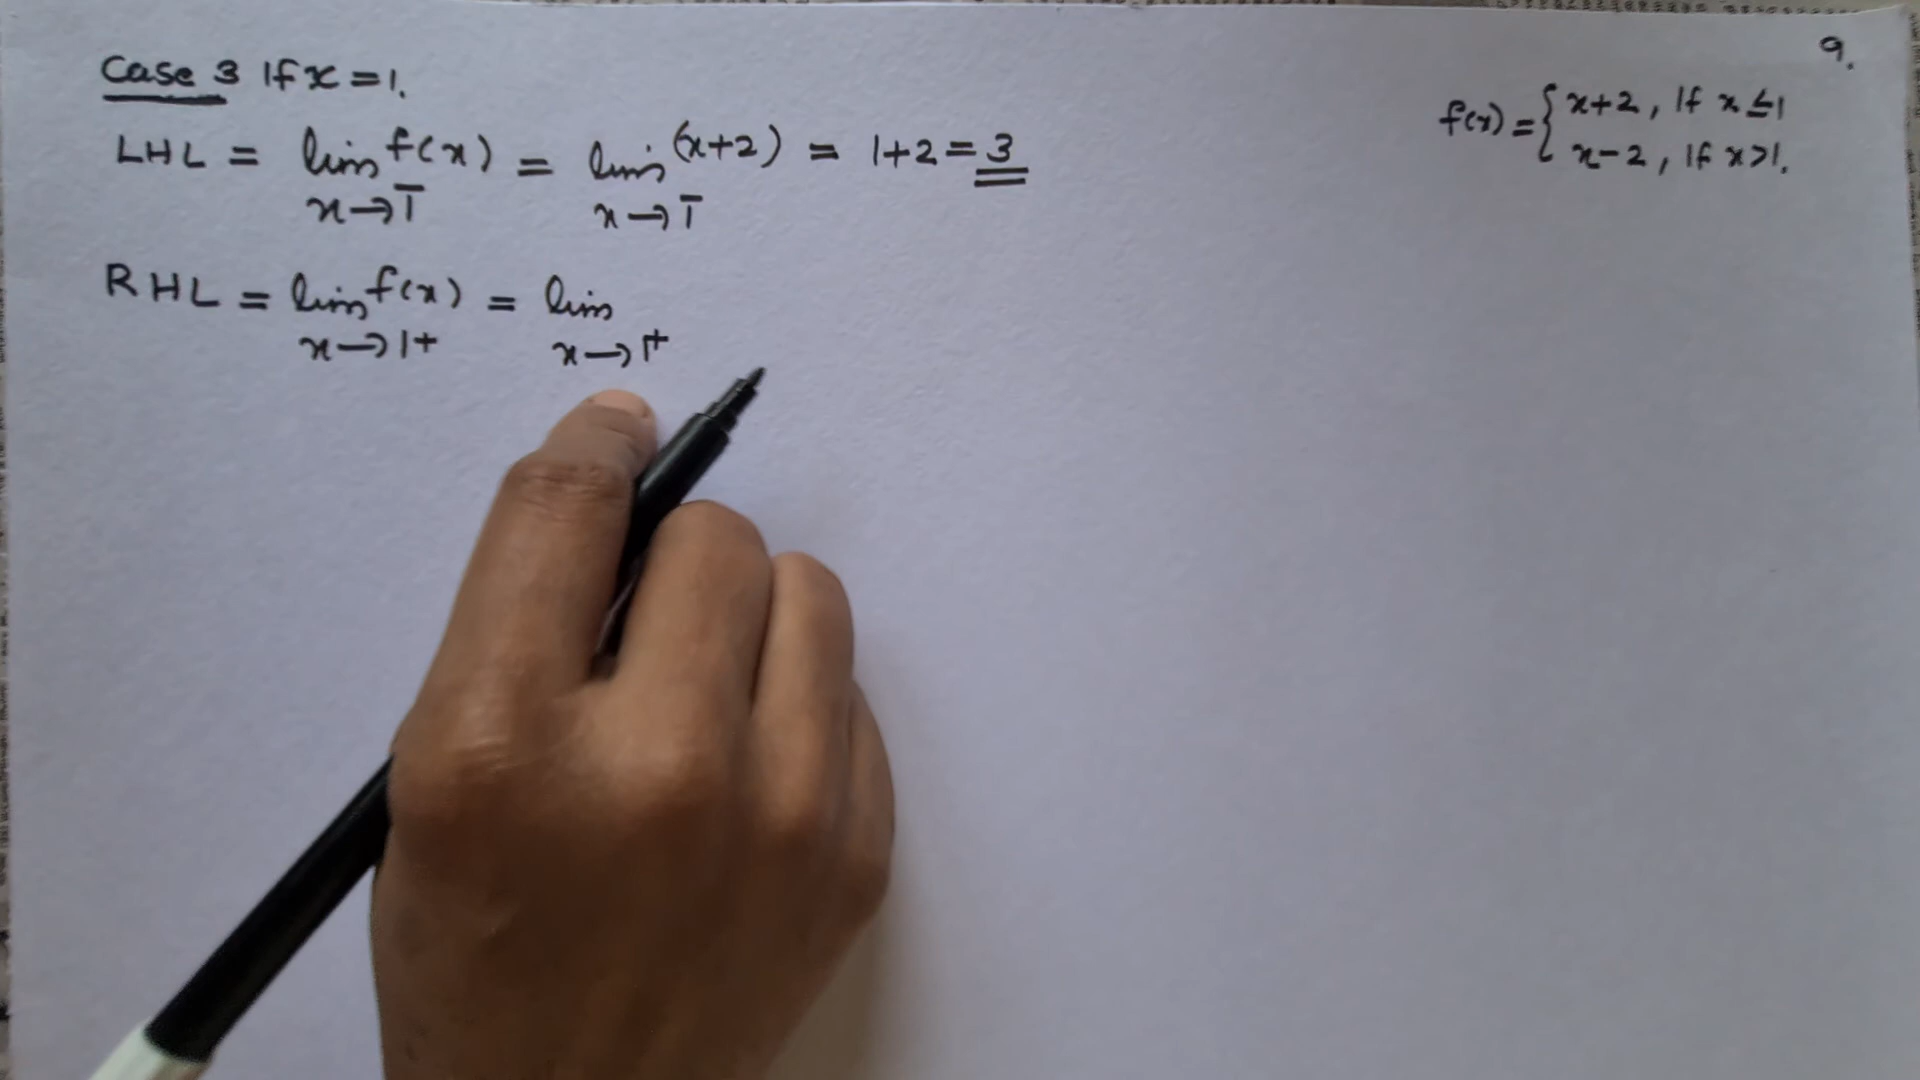 9.
Case 3 If x = 1.
f(x) = { x+2, If x ≤ 1
x-2, If x > 1.
LHL = lim f(x) = lim (x+2) = 1+2 = 3
x→1⁻ x→1⁻
RHL = lim f(x) = lim
x→1+ x→1+